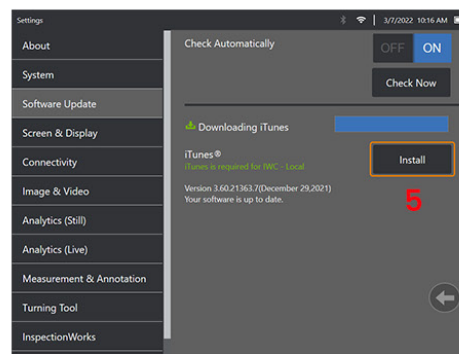 Settings
3/7/2022 10:16 AM
About
System
Software Update
Screen & Display
Connectivity
Image & Video
Analytics (Still)
Analytics (Live)
Measurement & Annotation
Turning Tool
InspectionWorks
Check Automatically
OFF ON
Check Now
Downloading iTunes
iTunes®
iTunes is required for IWC - Local
Install
Version 3.60.21363.7(December 29,2021)
Your software is up to date.
5